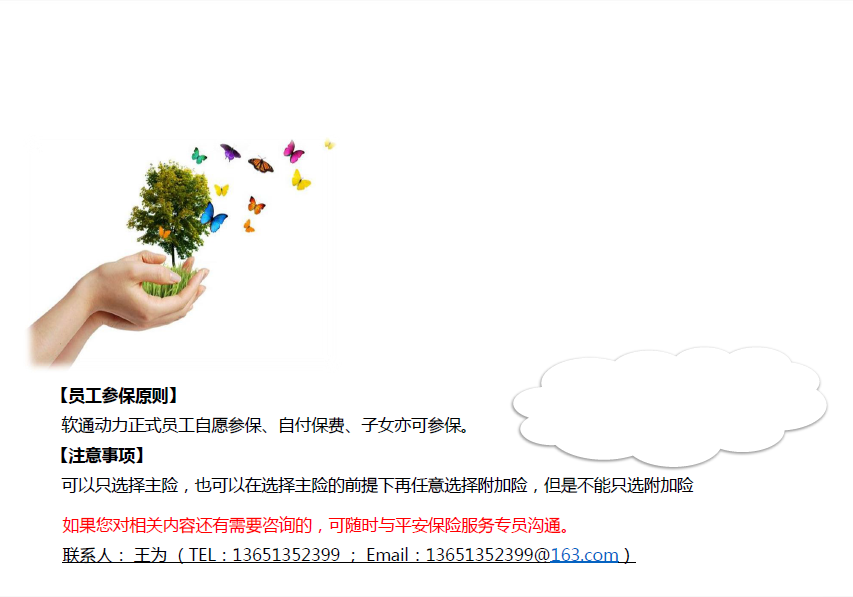 【员工参保原则】
软通动力正式员工自愿参保、自付保费、子女亦可参保。
【注意事项】
可以只选择主险，也可以在选择主险的前提下再任意选择附加险，但是不能只选附加险
如果您对相关内容还有需要咨询的，可随时与平安保险服务专员沟通。
联系人： 王为（ TEL：13651352399 ； Email：13651352399@163.com ）